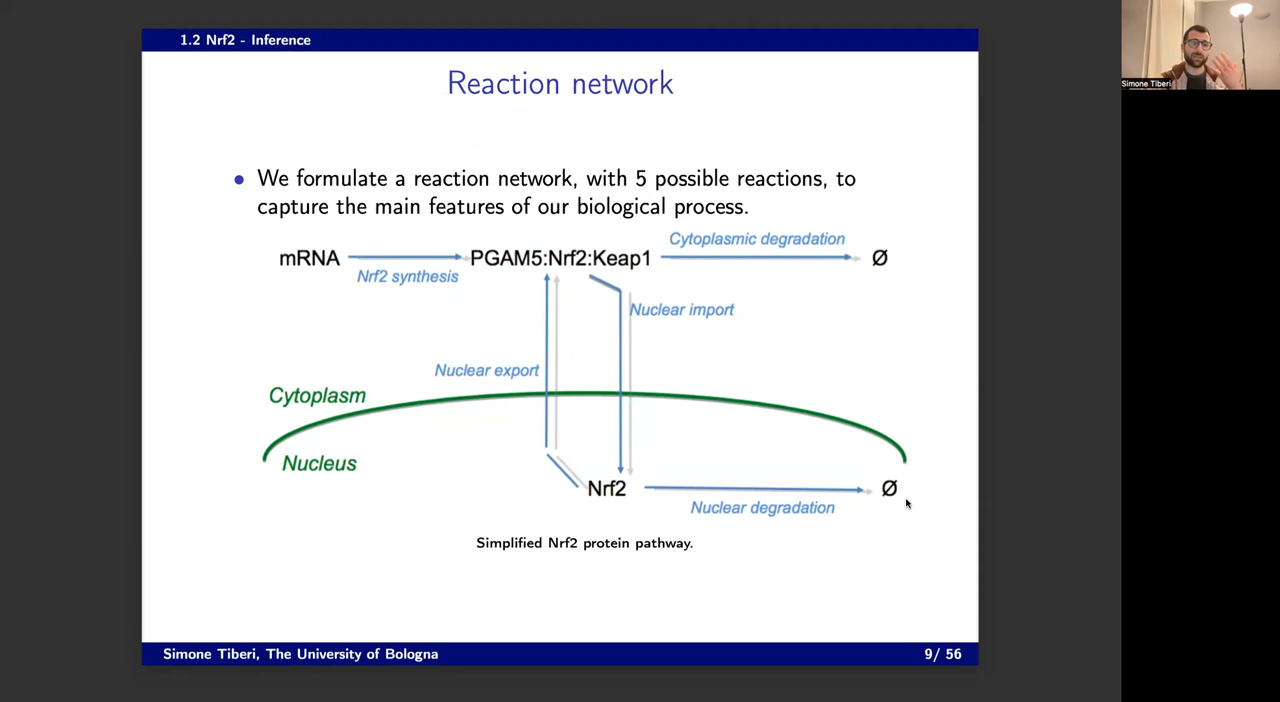 1.2 Nrf2 - Inference
Reaction network
• We formulate a reaction network, with 5 possible reactions, to
capture the main features of our biological process.
Cytoplasmic degradation
mRNA PGAM5:Nrf2:Keap1 Ø
Nrf2 synthesis
Nuclear import
Nuclear export
Cytoplasm
Nucleus
Nrf2 Ø
Nuclear degradation
Simplified Nrf2 protein pathway.
Simone Tiberi, The University of Bologna 9/ 56
Simone Tiberi